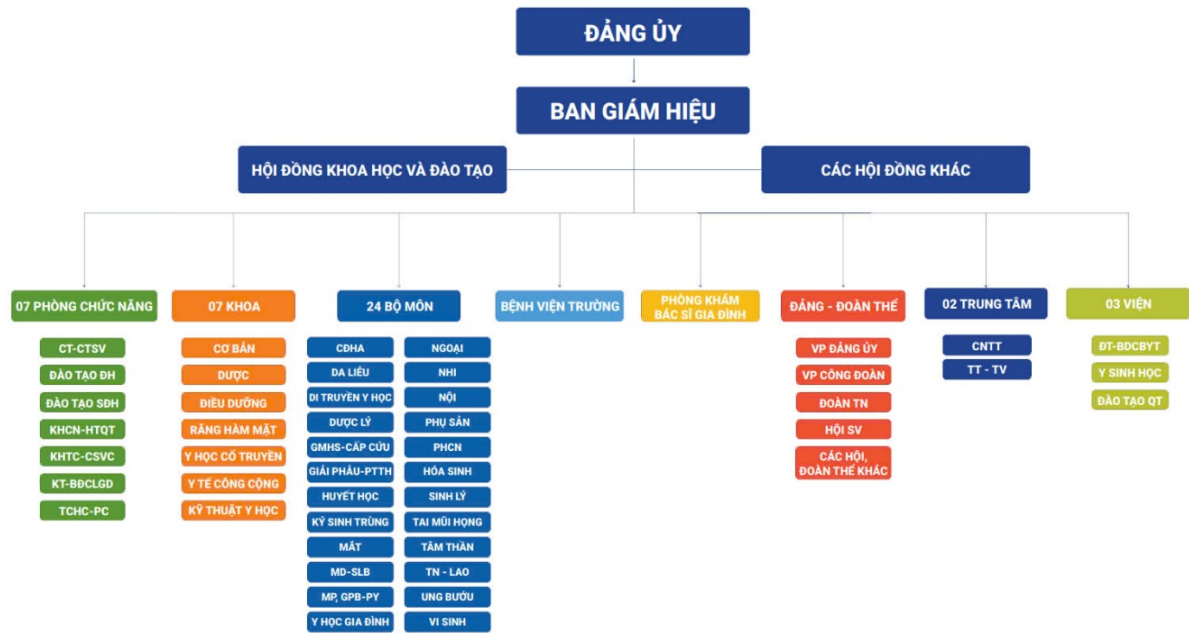 ĐẢNG ỦY
BAN GIÁM HIỆU
HỘI ĐỒNG KHOA HỌC VÀ ĐÀO TẠO
CÁC HỘI ĐỒNG KHÁC
07 PHÒNG CHỨC NĂNG
CT-CTSV
ĐÀO TẠO ĐH
ĐÀO TẠO SĐH
KHCN-HTQT
KHTC-CSVC
KT-BĐCLGD
TCHC-PC
07 KHOA
CƠ BẢN
DƯỢC
ĐIỀU DƯỠNG
RĂNG HÀM MẶT
Y HỌC CỔ TRUYỀN
Y TẾ CÔNG CỘNG
KỸ THUẬT Y HỌC
24 BỘ MÔN
CĐHA
DA LIỄU
DI TRUYỀN Y HỌC
DƯỢC LÝ
GMHS-CẤP CỨU
GIẢI PHẪU-PTTH
HUYẾT HỌC
KÝ SINH TRÙNG
MẮT
MD-SLB
MP, GPB-PY
Y HỌC GIA ĐÌNH
NGOẠI
NHI
NỘI
PHỤ SẢN
PHCN
HÓA SINH
SINH LÝ
TAI MŨI HỌNG
TÂM THẦN
TN - LAO
UNG BƯỚU
VI SINH
BỆNH VIỆN TRƯỜNG
PHÒNG KHÁM
BÁC SĨ GIA ĐÌNH
ĐẢNG - ĐOÀN THỂ
VP ĐẢNG ỦY
VP CÔNG ĐOÀN
ĐOÀN TN
HỘI SV
CÁC HỘI,
ĐOÀN THỂ KHÁC
02 TRUNG TÂM
CNTT
TT - TV
03 VIỆN
ĐT-BDCBYT
Y SINH HỌC
ĐÀO TẠO QT